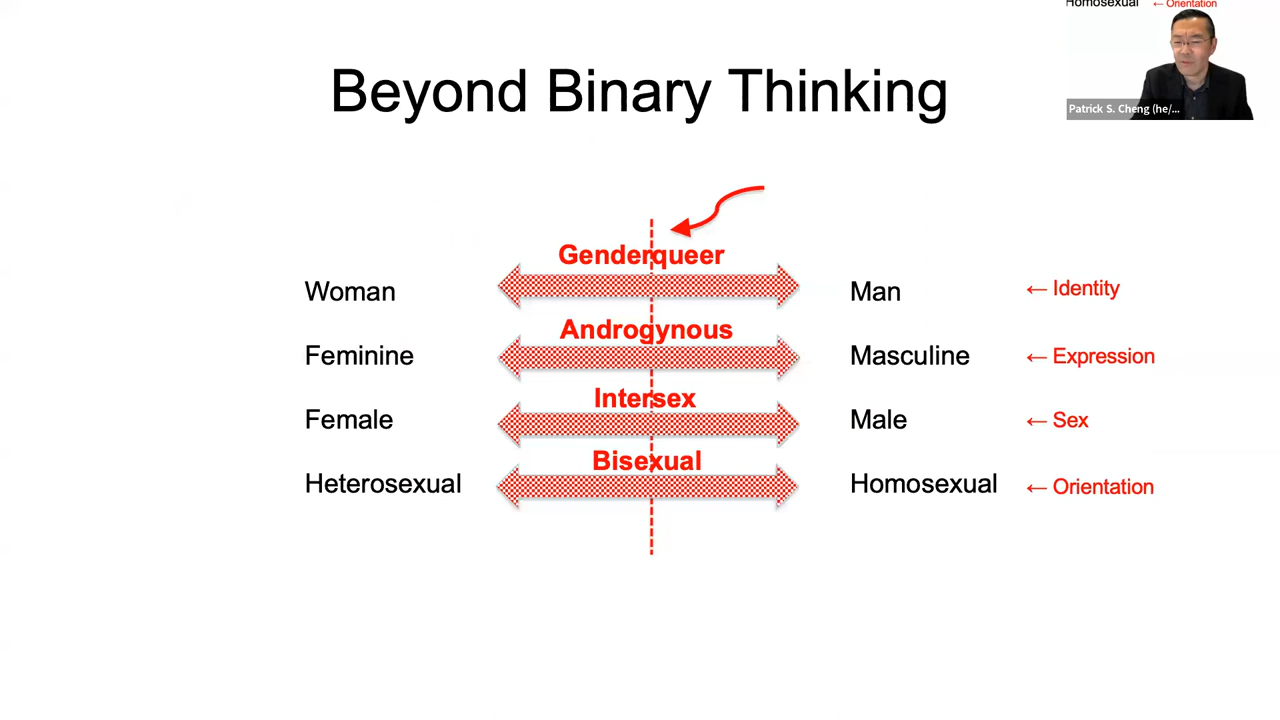 Homosexual ← Orientation
Patrick S. Cheng (he/...
Beyond Binary Thinking
Genderqueer
Woman Man ← Identity
Androgynous
Feminine Masculine ← Expression
Intersex
Female Male ← Sex
Bisexual
Heterosexual Homosexual ← Orientation